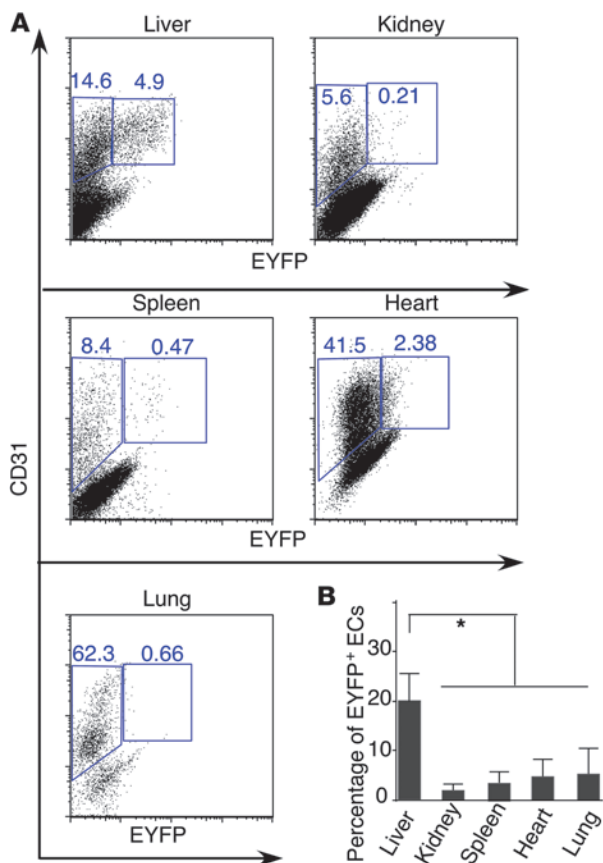 A
Liver
Kidney
14.6 4.9
5.6 0.21
EYFP
Spleen
Heart
8.4 0.47
41.5 2.38
CD31
EYFP
Lung
62.3 0.66
EYFP
B
*
Percentage of EYFP⁺ ECs
30
20
10
0
Liver
Kidney
Spleen
Heart
Lung